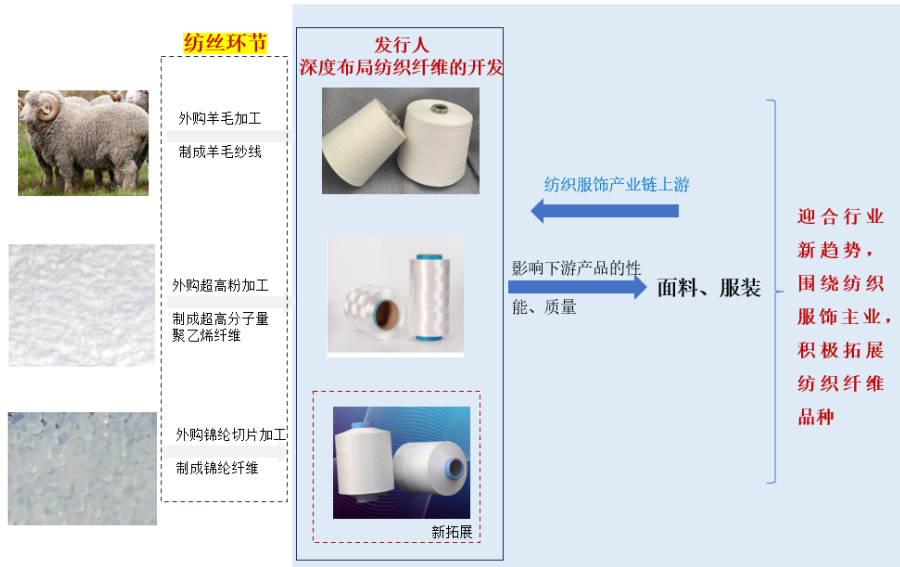 纺丝环节
发行人
深度布局纺织纤维的开发
外购羊毛加工
制成羊毛纱线
纺织服饰产业链上游
影响下游产品的性
能、质量
面料、服装
外购超高粉加工
制成超高分子量
聚乙烯纤维
外购锦纶切片加工
制成锦纶纤维
新拓展
迎合行业
新趋势，
围绕纺织
服饰主业，
积极拓展
纺织纤维
品种